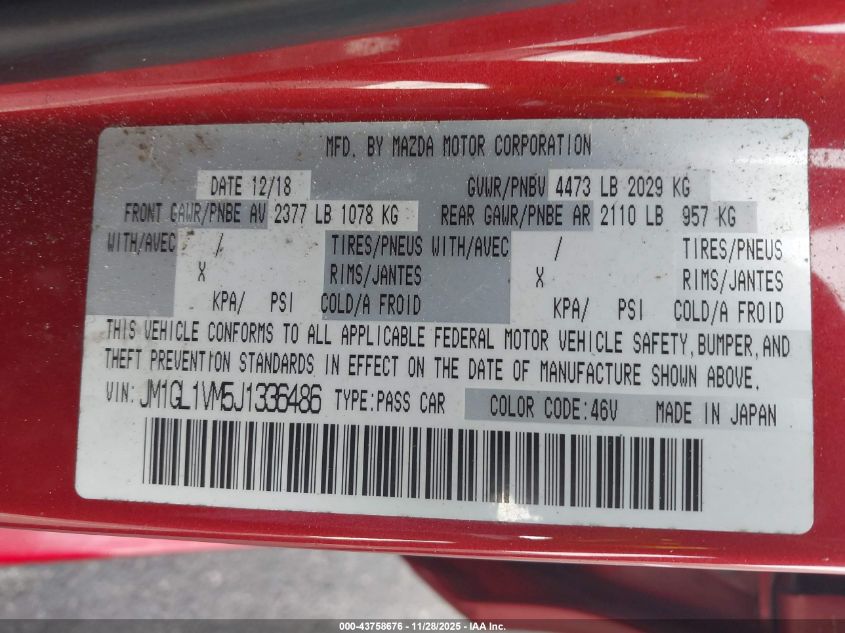 MFD. BY MAZDA MOTOR CORPORATION
DATE 12/18 GVWR/PNBV 4473 LB 2029 KG
FRONT GAWR/PNBE AV 2377 LB 1078 KG REAR GAWR/PNBE AR 2110 LB 957 KG
WITH/AVEC / TIRES/PNEUS WITH/AVEC / TIRES/PNEUS
X RIMS/JANTES X RIMS/JANTES
KPA/ PSI COLD/A FROID KPA/ PSI COLD/A FROID
THIS VEHICLE CONFORMS TO ALL APPLICABLE FEDERAL MOTOR VEHICLE SAFETY, BUMPER, AND
THEFT PREVENTION STANDARDS IN EFFECT ON THE DATE OF MANUFACTURE SHOWN ABOVE.
VIN: JM1GL1VM5J1336486 TYPE:PASS CAR COLOR CODE:46V MADE IN JAPAN
000-43758676 - 11/28/2025 - IAAI.COM